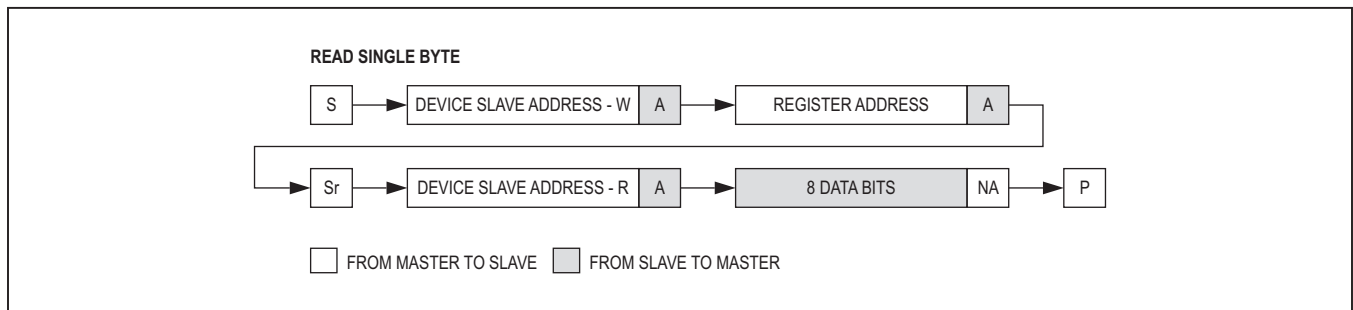 READ SINGLE BYTE
S DEVICE SLAVE ADDRESS - W A REGISTER ADDRESS A
Sr DEVICE SLAVE ADDRESS - R A 8 DATA BITS NA P
FROM MASTER TO SLAVE FROM SLAVE TO MASTER